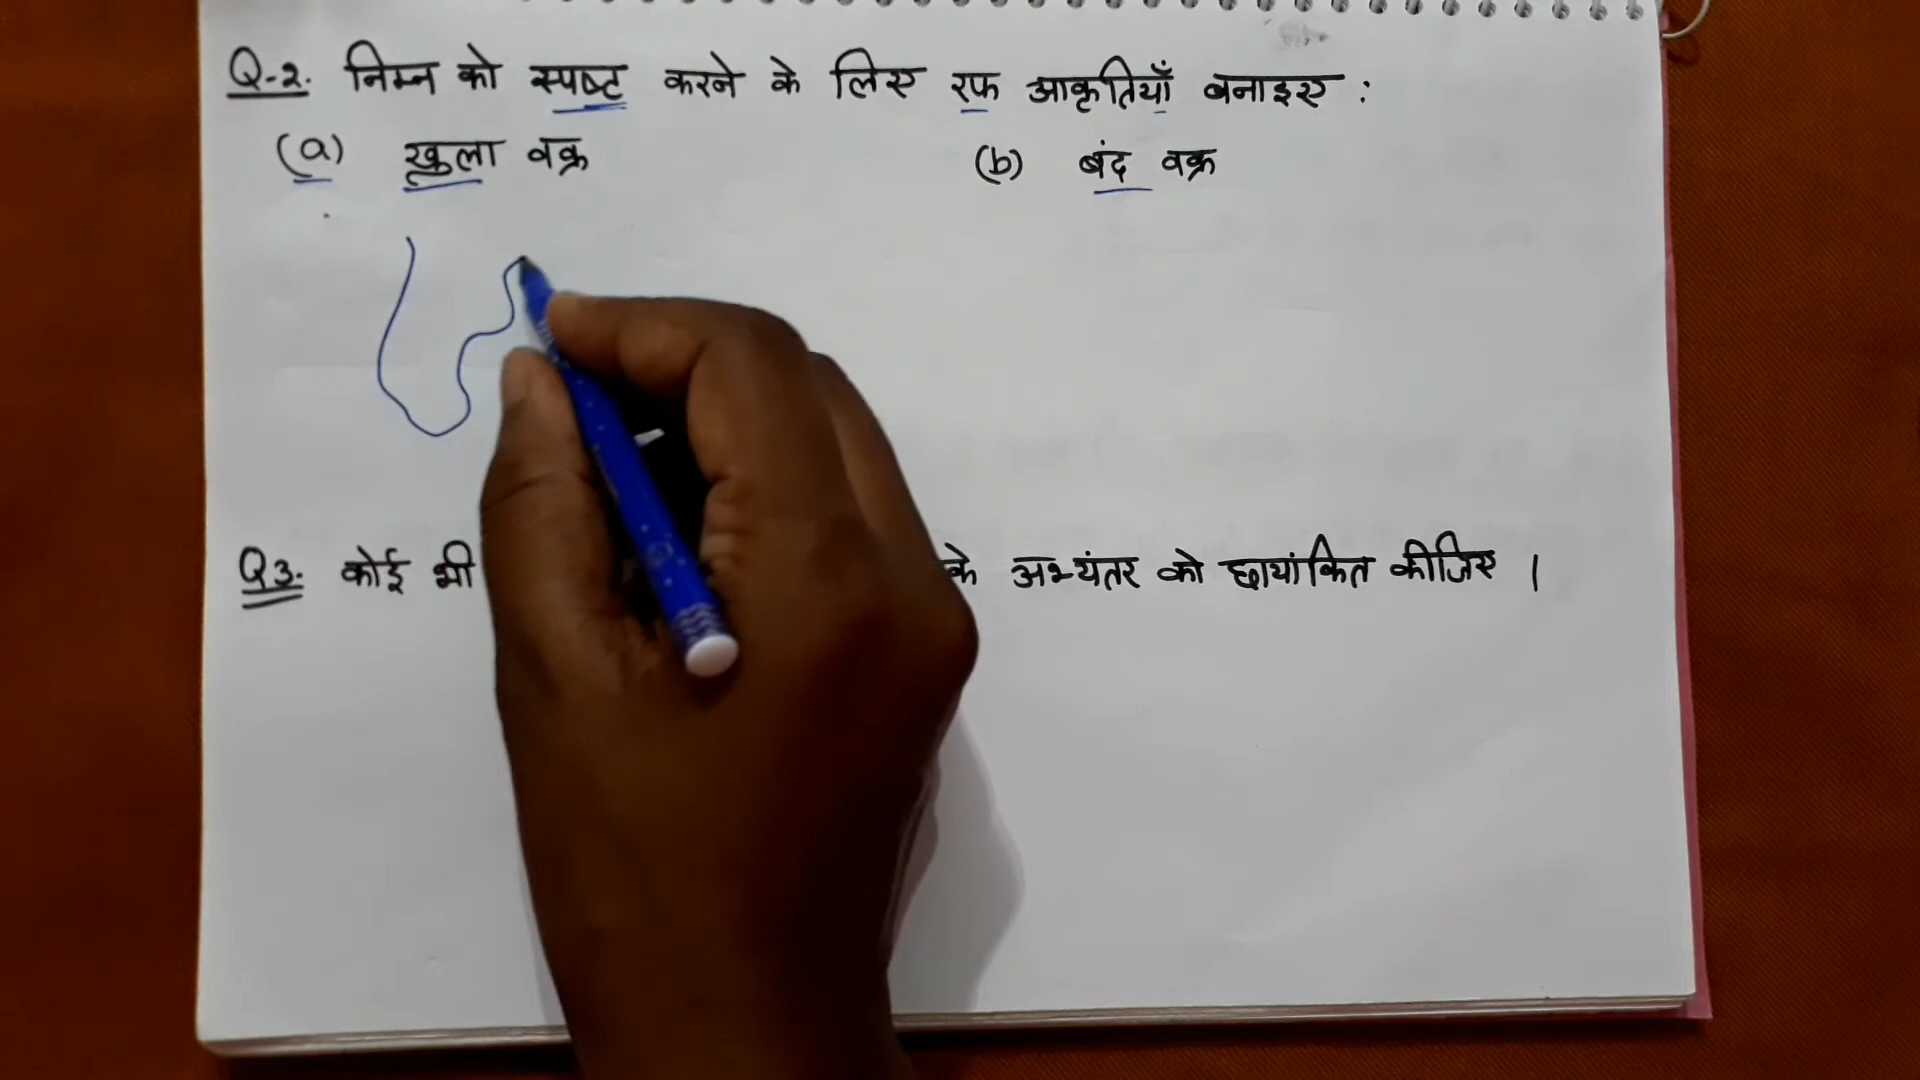 Q-2. निम्न को स्पष्ट करने के लिए रफ आकृतियाँ बनाइए :
(a) खुला वक्र (b) बंद वक्र
Q3. कोई भी के अभ्यंतर को छायांकित कीजिए ।